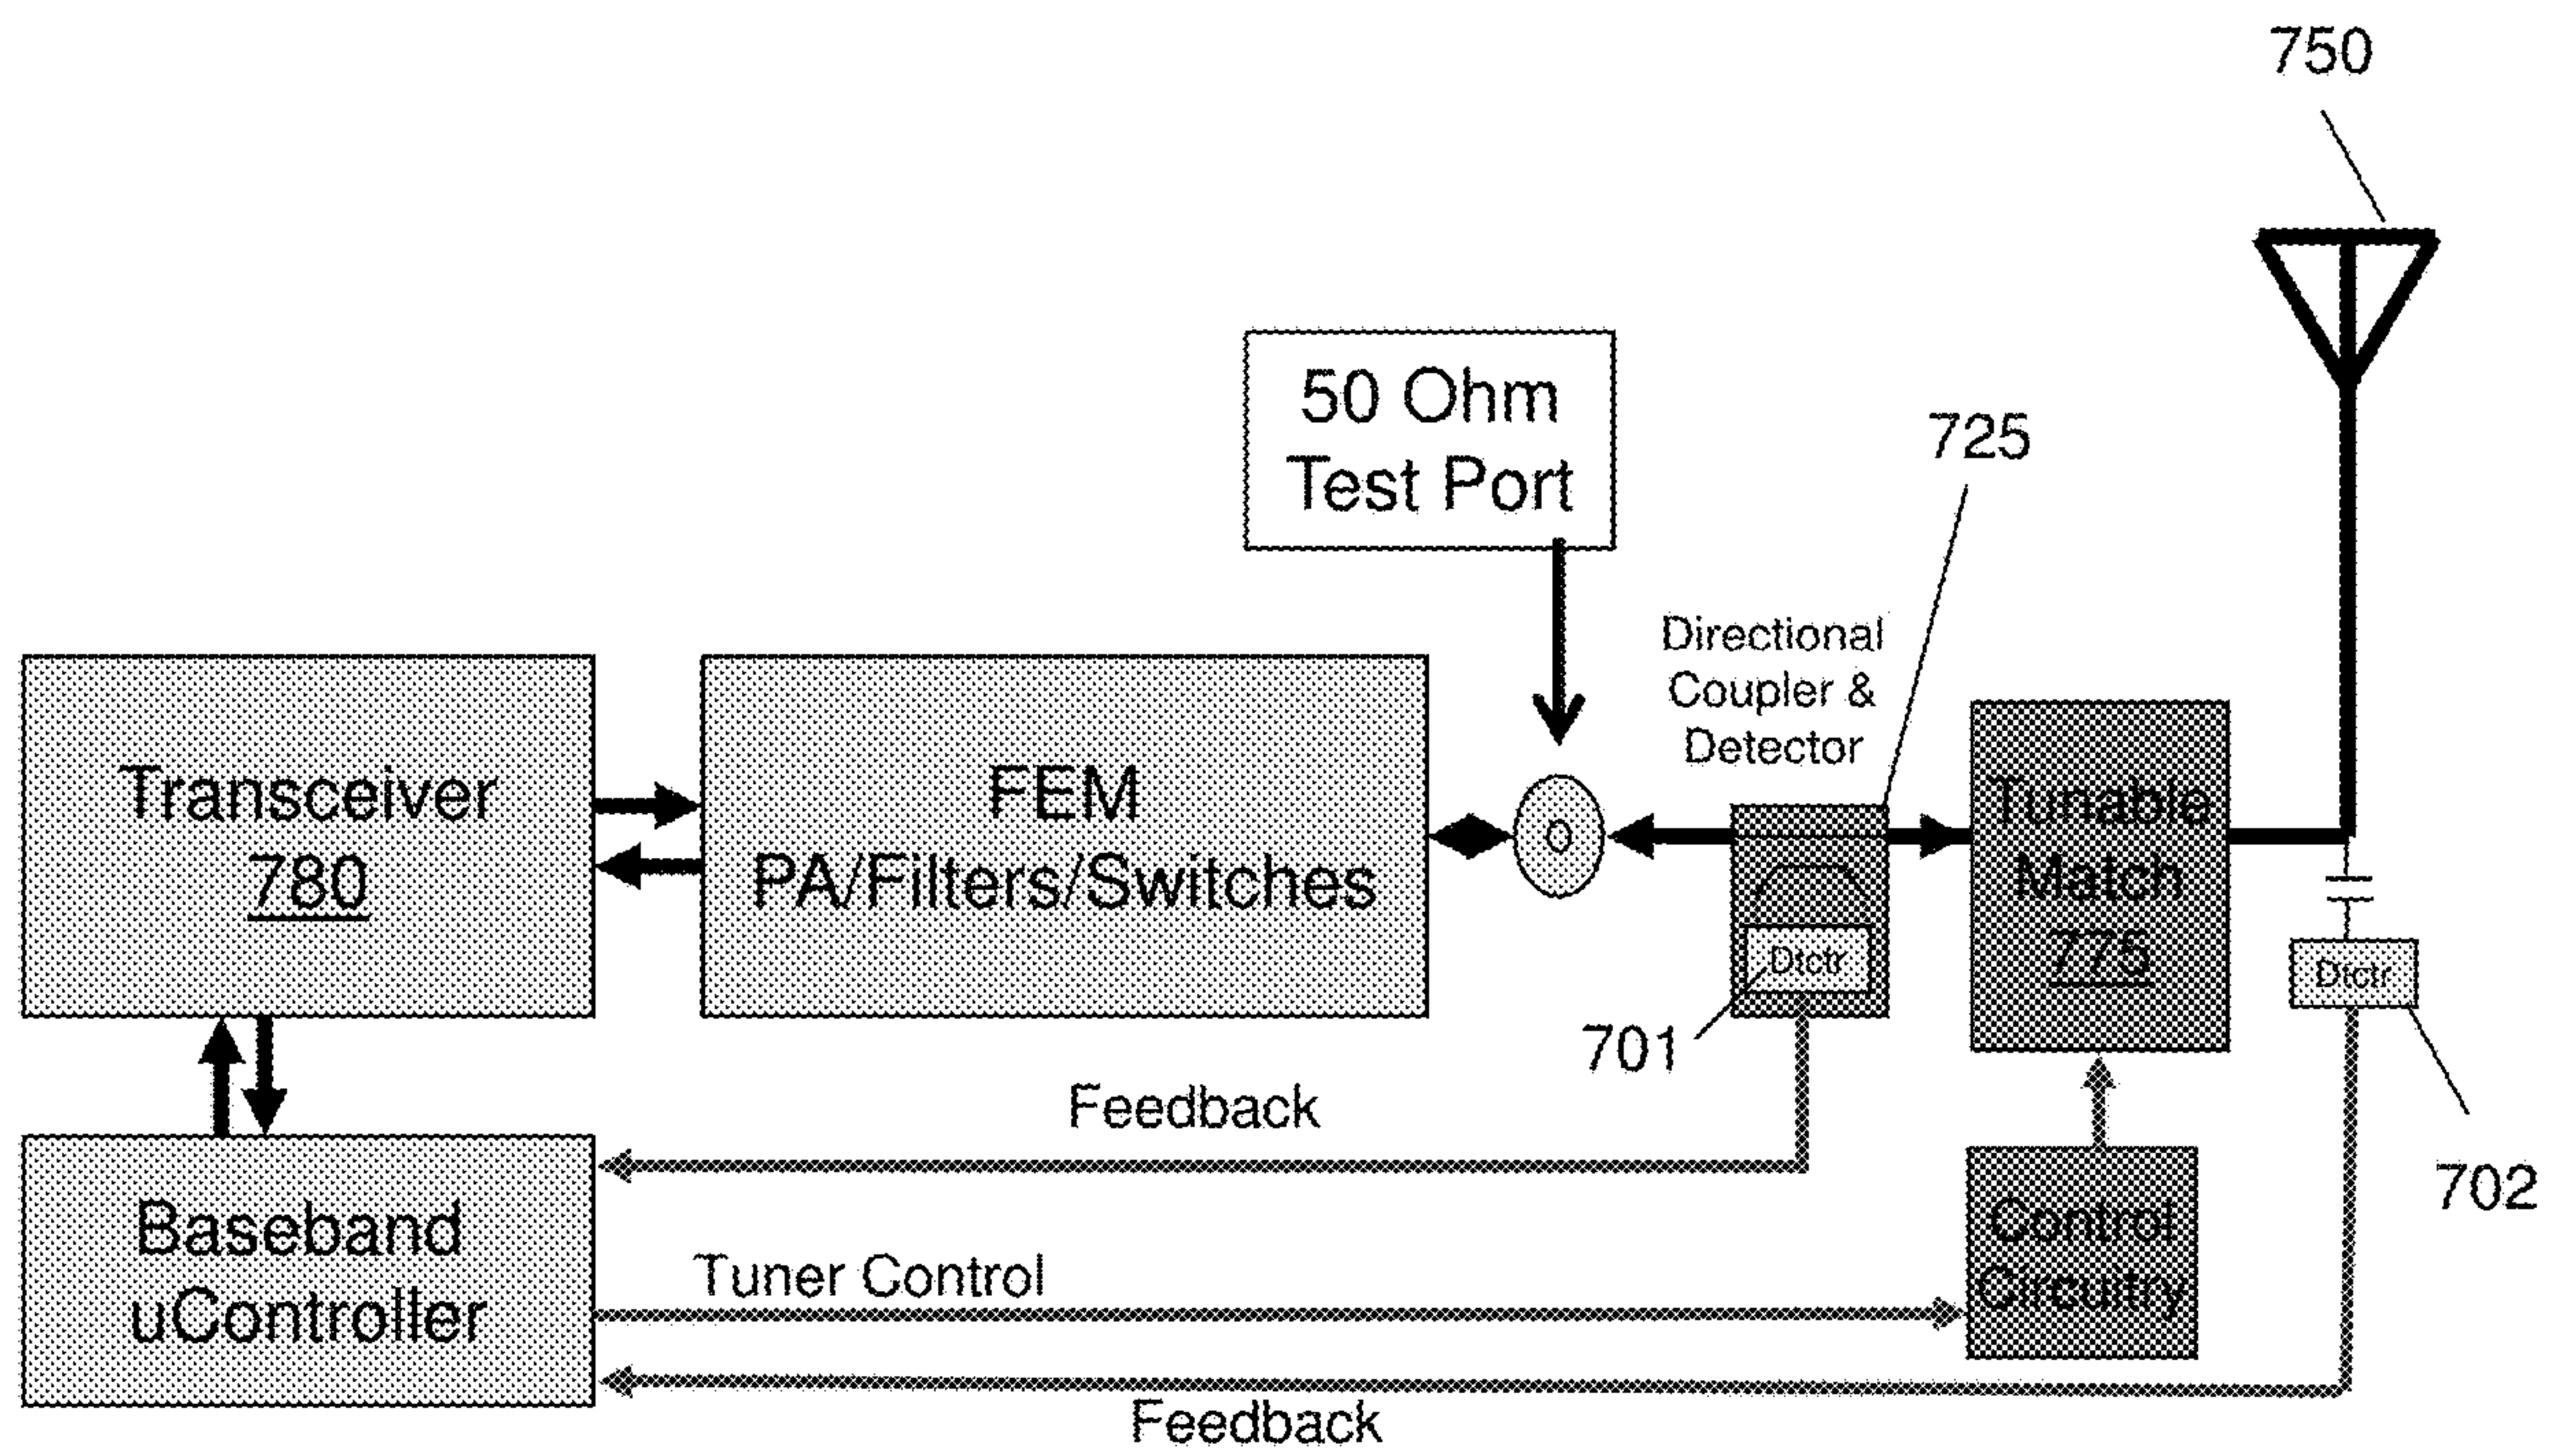 750
50 Ohm
Test Port
725
Directional
Coupler &
Detector
Transceiver
780
FEM
PA/Filters/Switches
O
Tunable
Match
775
Dtctr
701
Dtctr
702
Feedback
Baseband
uController
Tuner Control
Control
Circuitry
Feedback